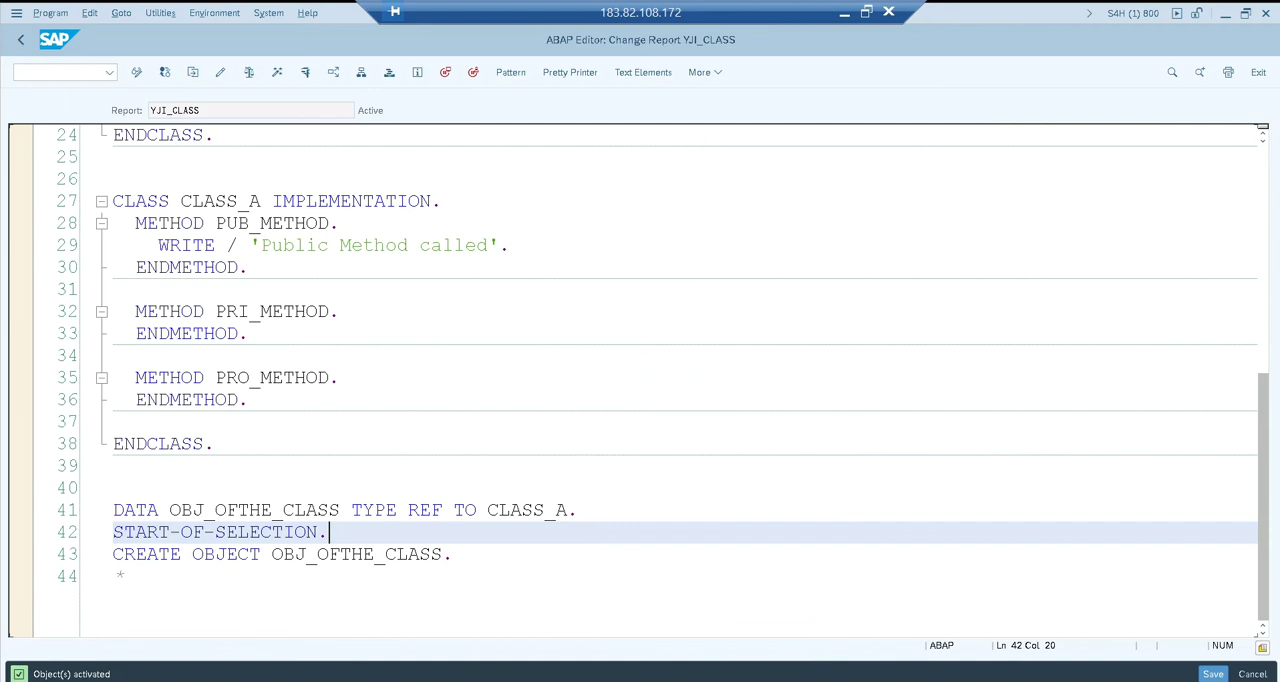 Program Edit Goto Utilities Environment System Help 183.82.108.172 S4H (1) 800
SAP ABAP Editor: Change Report YJI_CLASS
Pattern Pretty Printer Text Elements More Exit
Report: YJI_CLASS Active
24 ENDCLASS.
25
26
27 CLASS CLASS_A IMPLEMENTATION.
28 METHOD PUB_METHOD.
29 WRITE / 'Public Method called'.
30 ENDMETHOD.
31
32 METHOD PRI_METHOD.
33 ENDMETHOD.
34
35 METHOD PRO_METHOD.
36 ENDMETHOD.
37
38 ENDCLASS.
39
40
41 DATA OBJ_OFTHE_CLASS TYPE REF TO CLASS_A.
42 START-OF-SELECTION.
43 CREATE OBJECT OBJ_OFTHE_CLASS.
44 *
ABAP Ln 42 Col 20 NUM
Object(s) activated Save Cancel